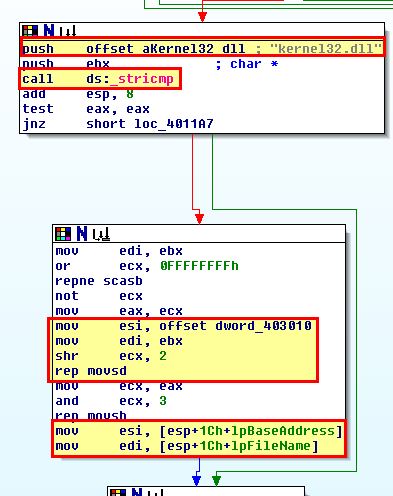 push offset aKernel32_dll ; "kernel32.dll"
push ebx ; char *
call ds:_stricmp
add esp, 8
test eax, eax
jnz short loc_4011A7
mov edi, ebx
or ecx, 0FFFFFFFFh
repne scasb
not ecx
mov eax, ecx
mov esi, offset dword_403010
mov edi, ebx
shr ecx, 2
rep movsd
mov ecx, eax
and ecx, 3
rep movsb
mov esi, [esp+1Ch+lpBaseAddress]
mov edi, [esp+1Ch+lpFileName]